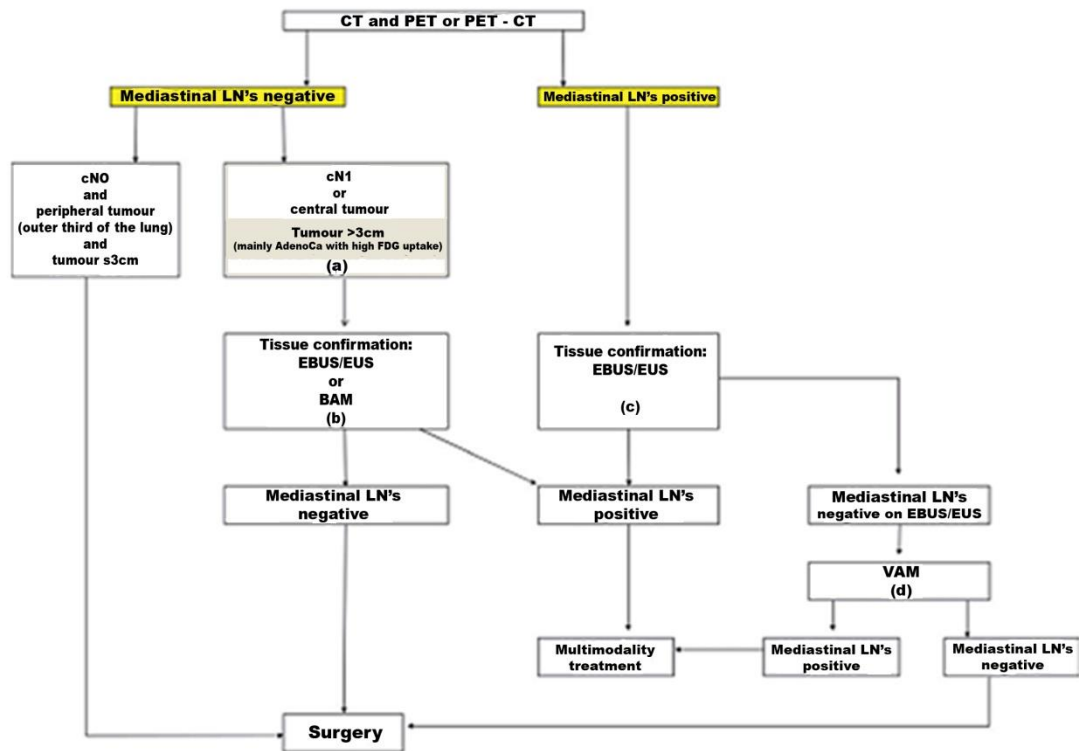 CT and PET or PET - CT
Mediastinal LN's negative
Mediastinal LN's positive
cNO
and
peripheral tumour
(outer third of the lung)
and
tumour s3cm
cN1
or
central tumour
Tumour >3cm
(mainly AdenoCa with high FDG uptake)
(a)
Tissue confirmation:
EBUS/EUS
or
BAM
(b)
Tissue confirmation:
EBUS/EUS
(c)
Mediastinal LN's
negative
Mediastinal LN's
positive
Mediastinal LN's
negative on EBUS/EUS
VAM
(d)
Multimodality
treatment
Mediastinal LN's
positive
Mediastinal LN's
negative
Surgery